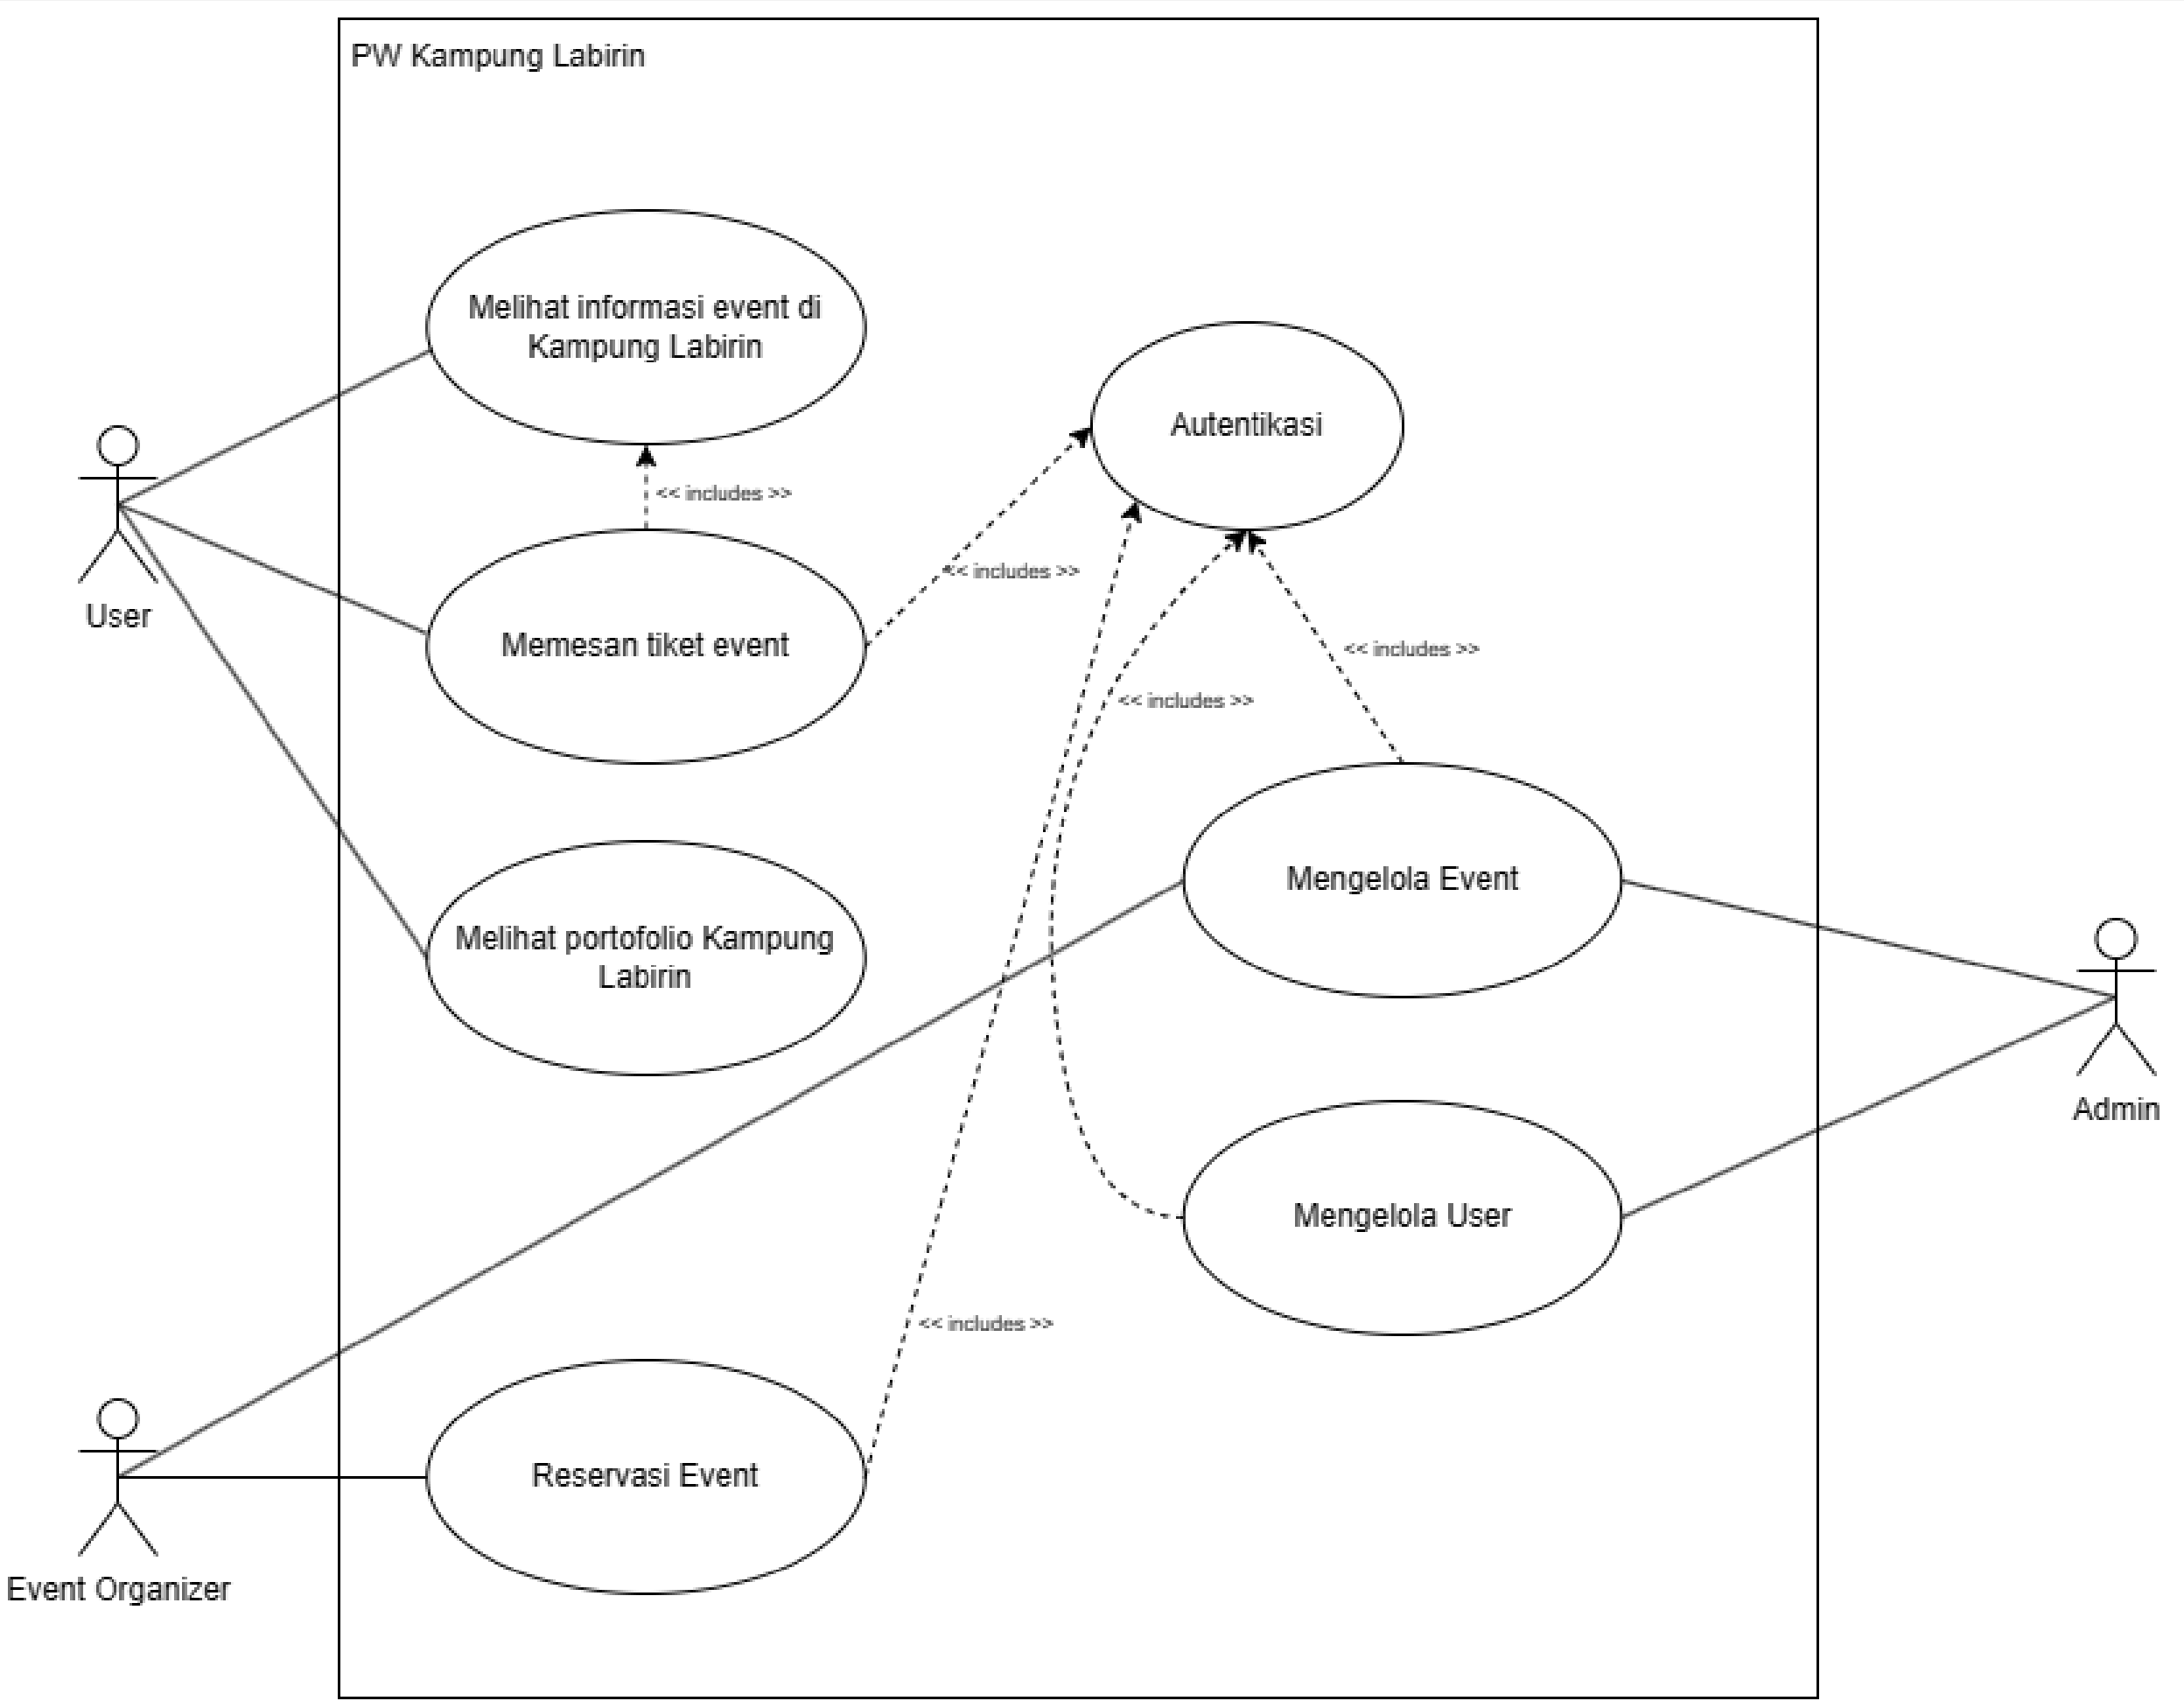 PW Kampung Labirin
Melihat informasi event di
Kampung Labirin
Autentikasi
<< includes >>
<< includes >>
User
Memesan tiket event
<< includes >>
<< includes >>
Mengelola Event
Melihat portofolio Kampung
Labirin
Admin
Mengelola User
<< includes >>
Reservasi Event
Event Organizer